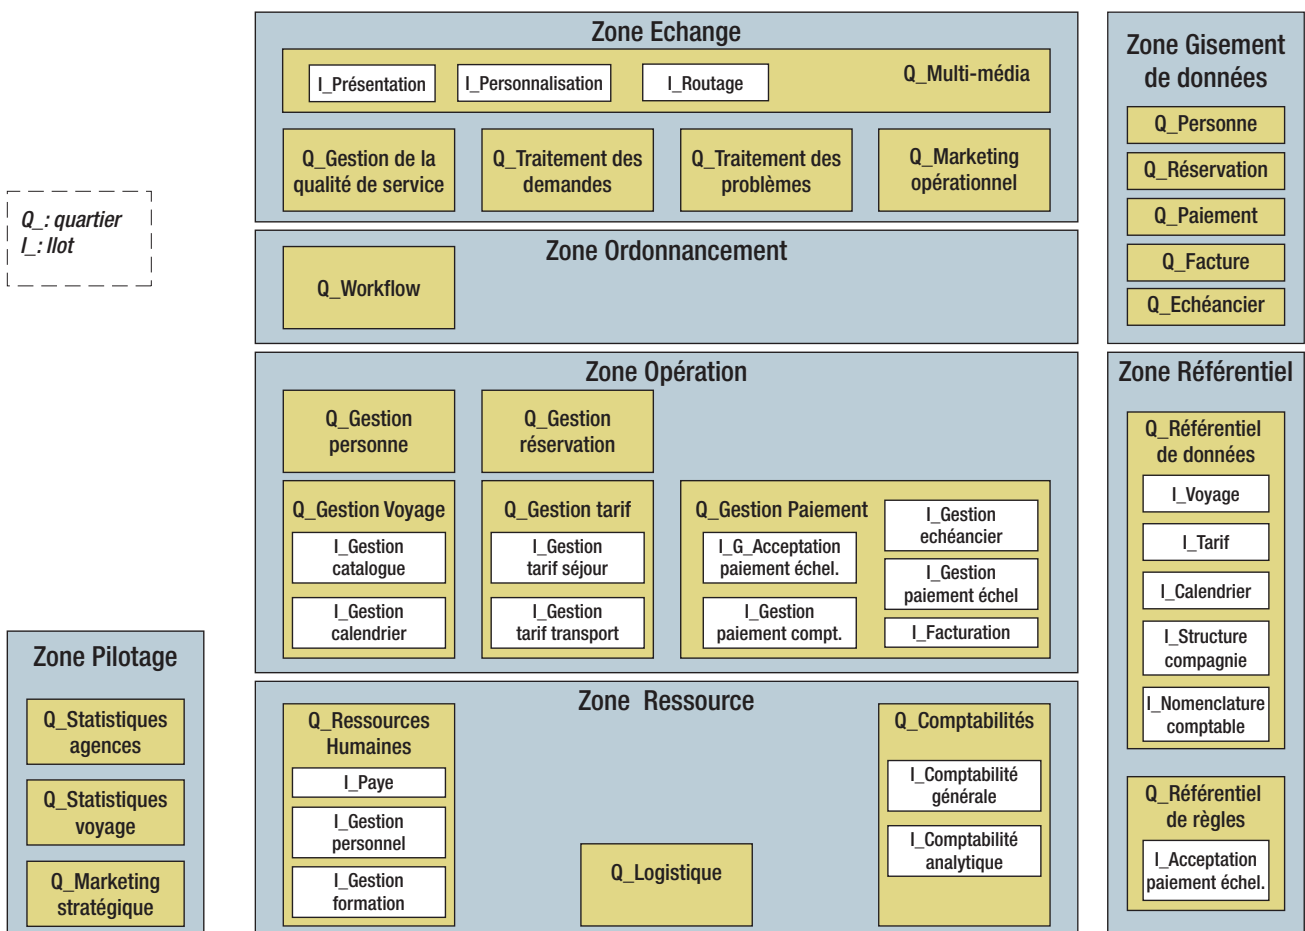 Zone Echange
I_Présentation
I_Personnalisation
I_Routage
Q_Multi-média
Q_Gestion de la
qualité de service
Q_Traitement des
demandes
Q_Traitement des
problèmes
Q_Marketing
opérationnel
Zone Gisement
de données
Q_Personne
Q_Réservation
Q_Paiement
Q_Facture
Q_Echéancier
Q_: quartier
I_: Ilot
Zone Ordonnancement
Q_Workflow
Zone Opération
Q_Gestion
personne
Q_Gestion
réservation
Q_Gestion Voyage
I_Gestion
catalogue
I_Gestion
calendrier
Q_Gestion tarif
I_Gestion
tarif séjour
I_Gestion
tarif transport
Q_Gestion Paiement
I_G_Acceptation
paiement échel.
I_Gestion
paiement compt.
I_Gestion
echéancier
I_Gestion
paiement échel
I_Facturation
Zone Référentiel
Q_Référentiel
de données
I_Voyage
I_Tarif
I_Calendrier
I_Structure
compagnie
I_Nomenclature
comptable
Q_Référentiel
de règles
I_Acceptation
paiement échel.
Zone Pilotage
Q_Statistiques
agences
Q_Statistiques
voyage
Q_Marketing
stratégique
Zone Ressource
Q_Ressources
Humaines
I_Paye
I_Gestion
personnel
I_Gestion
formation
Q_Logistique
Q_Comptabilités
I_Comptabilité
générale
I_Comptabilité
analytique